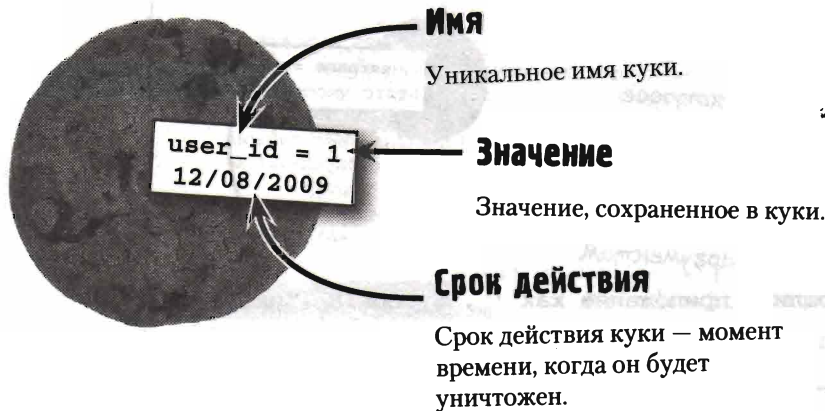 Имя
Уникальное имя куки.
user_id = 1
12/08/2009
Значение
Значение, сохраненное в куки.
Срок действия
Срок действия куки — момент
времени, когда он будет
уничтожен.